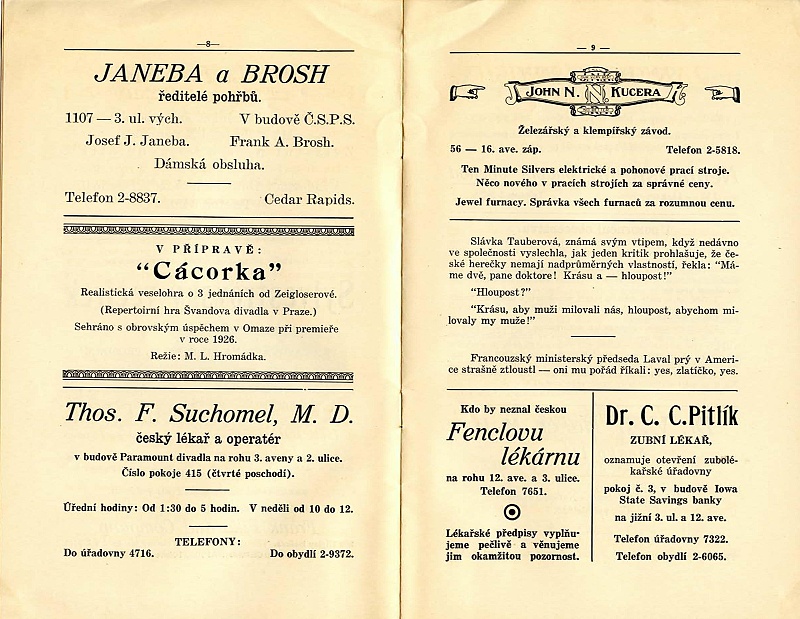 —8—
JANEBA a BROSH
ředitelé pohřbů.
1107 — 3. ul. vých. V budově Č.S.P.S.
Josef J. Janeba. Frank A. Brosh.
Dámská obsluha.
Telefon 2-8837. Cedar Rapids.
V PŘÍPRAVĚ:
“Cácorka”
Realistická veselohra o 3 jednáních od Zeigloserové.
(Repertoirní hra Švandova divadla v Praze.)
Sehráno s obrovským úspěchem v Omaze při premieře
v roce 1926.
Režie: M. L. Hromádka.
Thos. F. Suchomel, M. D.
český lékař a operatér
v budově Paramount divadla na rohu 3. aveny a 2. ulice.
Číslo pokoje 415 (čtvrté poschodí).
Úřední hodiny: Od 1:30 do 5 hodin. V neděli od 10 do 12.
TELEFONY:
Do úřadovny 4716. Do obydlí 2-9372.
— 9 —
JOHN N. N KUCERA
Železářský a klempířský závod.
56 — 16. ave. záp. Telefon 2-5818.
Ten Minute Silvers elektrické a pohonové prací stroje.
Něco nového v pracích strojích za správné ceny.
Jewel furnacy. Správka všech furnaců za rozumnou cenu.
Slávka Tauberová, známá svým vtipem, když nedávno
ve společnosti vyslechla, jak jeden kritik prohlašuje, že če-
ské herečky nemají nadprůměrných vlastností, řekla: “Má-
me dvě, pane doktore! Krásu a — hloupost!”
“Hloupost?”
“Krásu, aby muži milovali nás, hloupost, abychom mi-
lovaly my muže!”
Francouzský ministerský předseda Laval prý v Ameri-
ce strašně ztloustl — oni mu pořád říkali: yes, zlatíčko, yes.
Kdo by neznal českou
Fenclovu
lékárnu
na rohu 12. ave. a 3. ulice.
Telefon 7651.
Lékařské předpisy vyplňu-
jeme pečlivě a věnujeme
jim okamžitou pozornost.
Dr. C. C. Pitlík
ZUBNÍ LÉKAŘ,
oznamuje otevření zubolé-
kařské úřadovny
pokoj č. 3, v budově Iowa
State Savings banky
na jižní 3. ul. a 12. ave.
Telefon úřadovny 7322.
Telefon obydlí 2-6065.